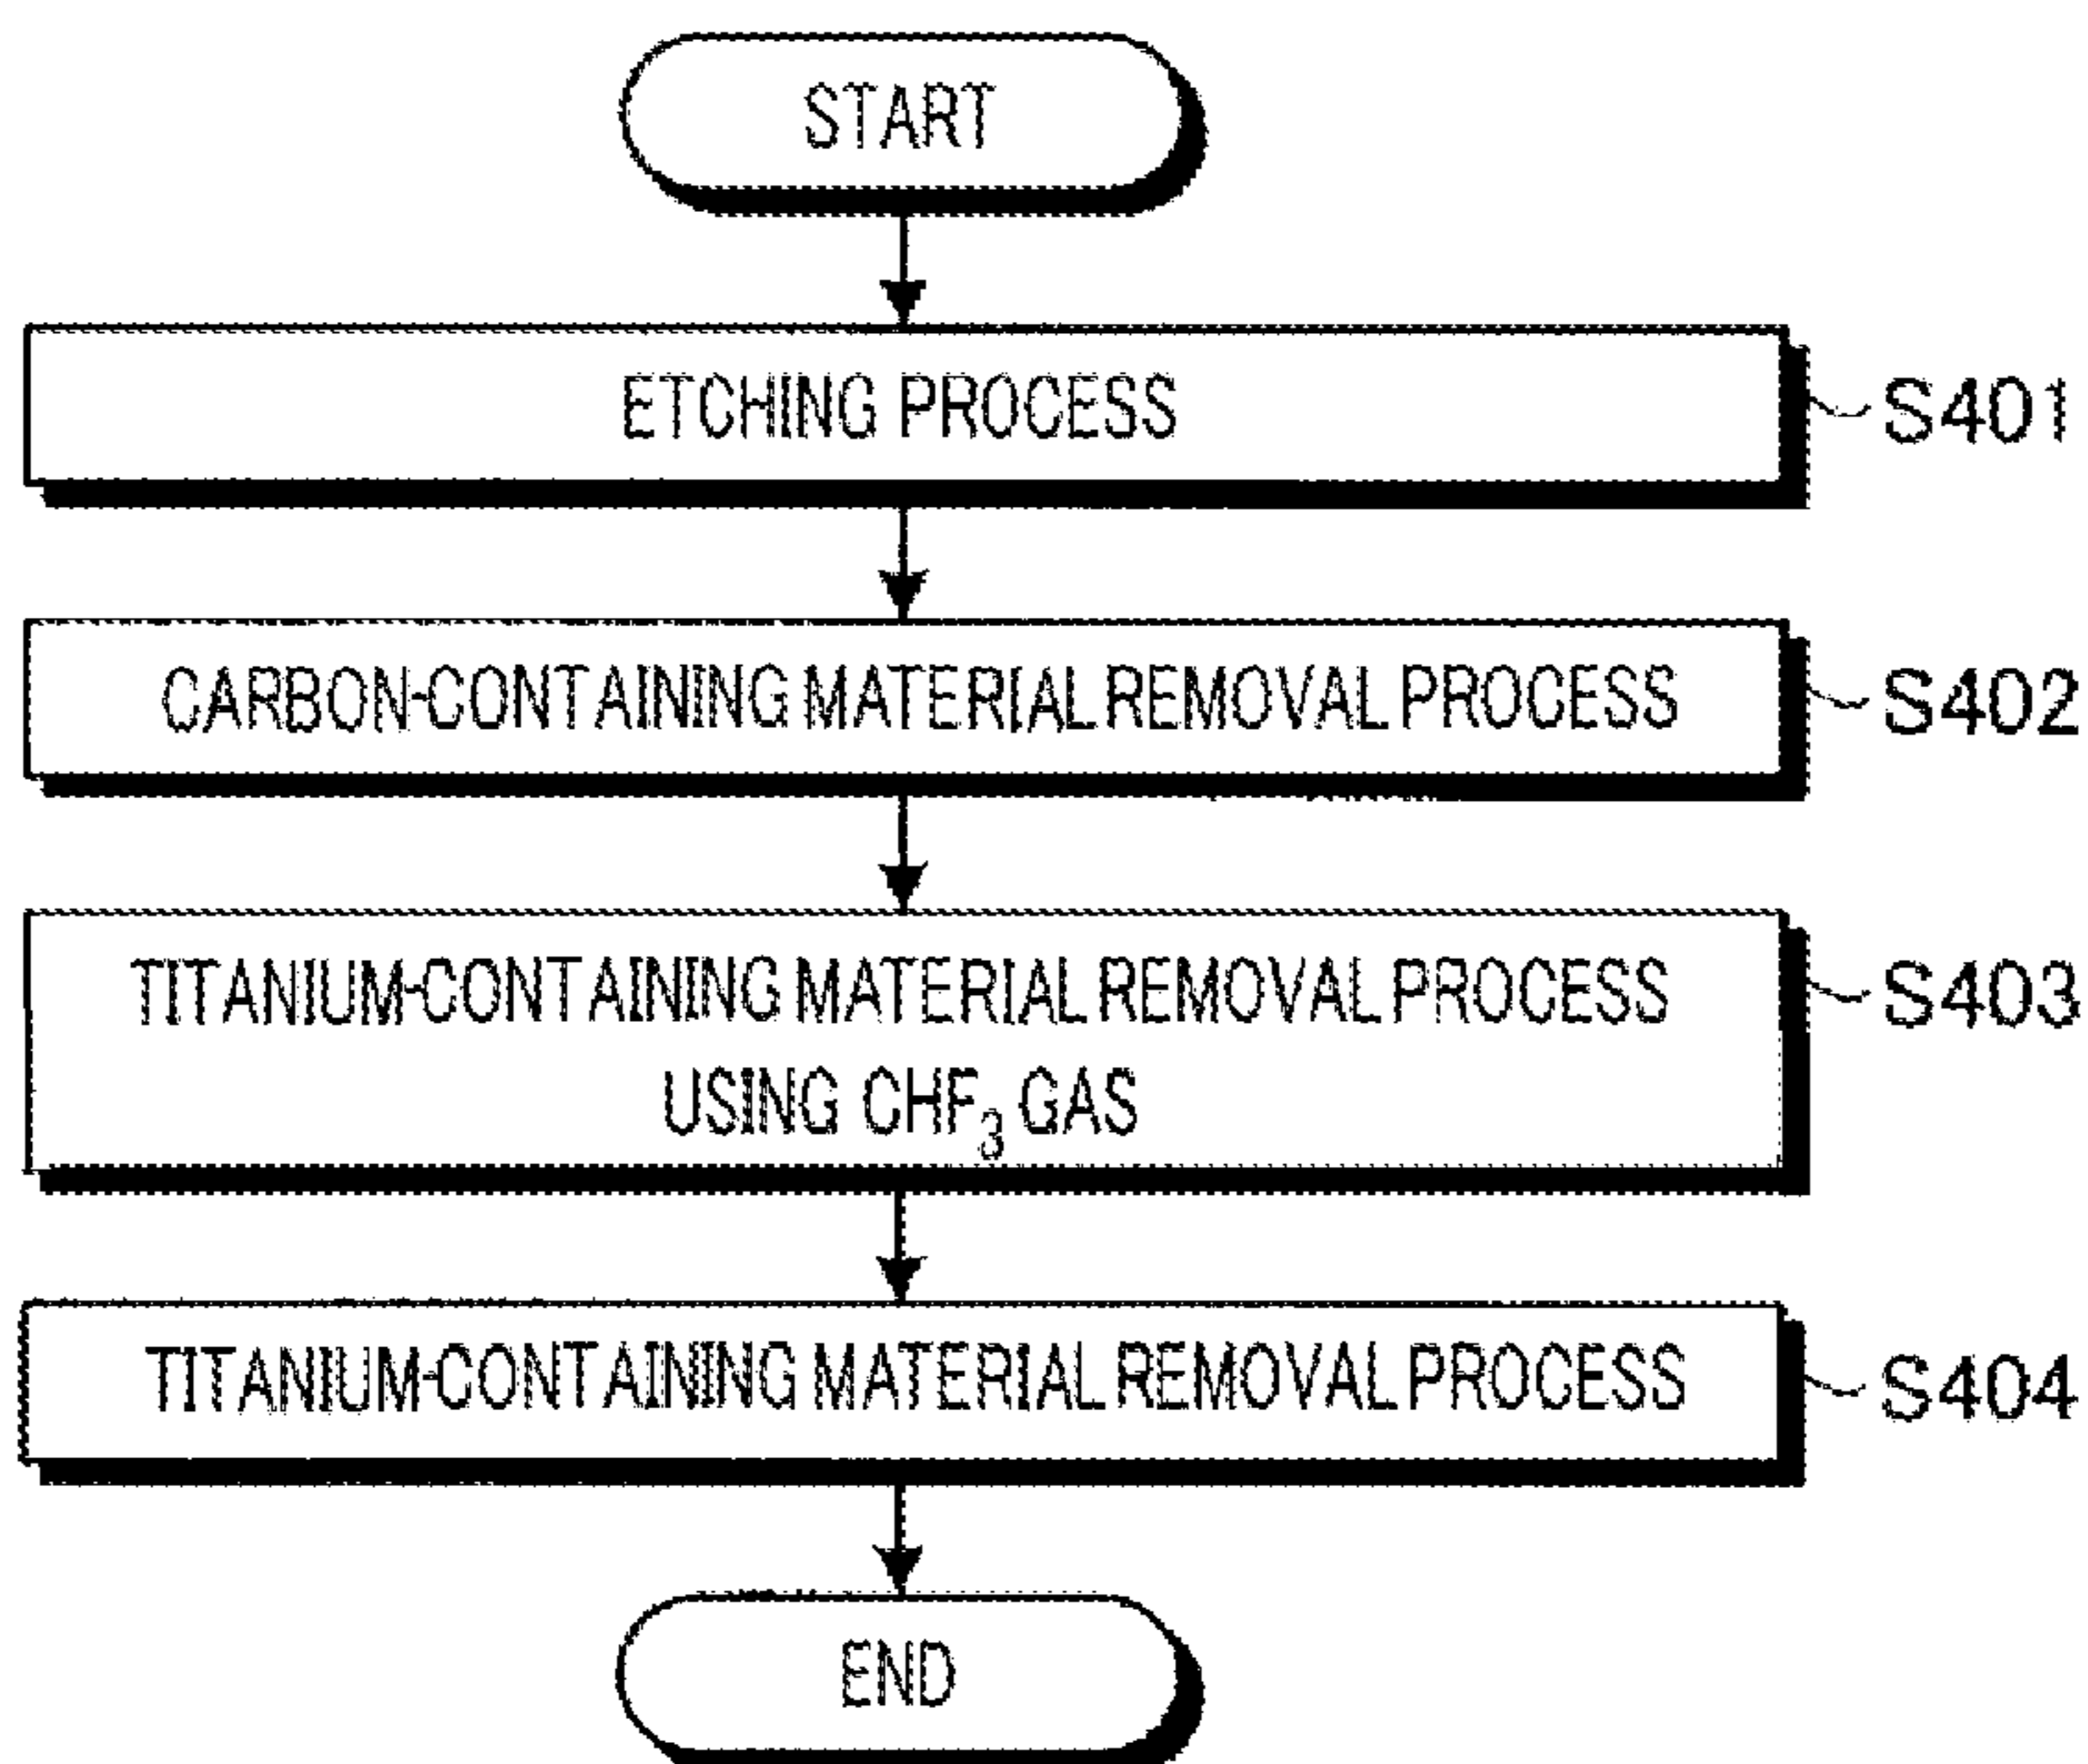 START
ETCHING PROCESS
S401
CARBON-CONTAINING MATERIAL REMOVAL PROCESS
S402
TITANIUM-CONTAINING MATERIAL REMOVAL PROCESS
USING CHF₃ GAS
S403
TITANIUM-CONTAINING MATERIAL REMOVAL PROCESS
S404
END